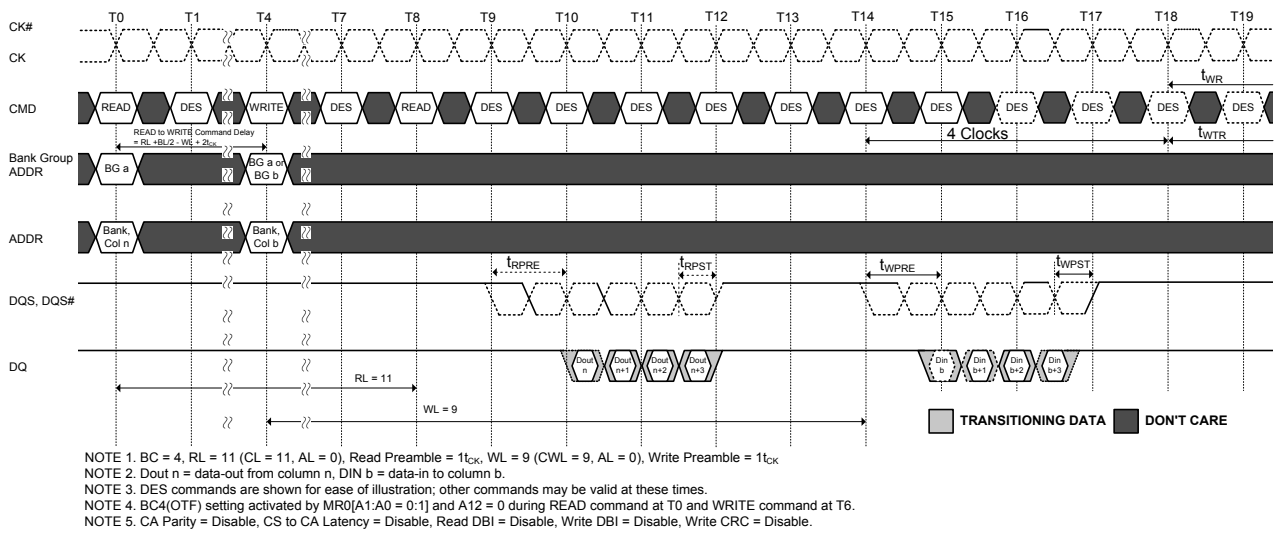 T0 T1 T4 T7 T8 T9 T10 T11 T12 T13 T14 T15 T16 T17 T18 T19
CK#
CK
tWR
CMD READ DES WRITE DES READ DES DES DES DES DES DES DES DES DES DES DES
READ to WRITE Command Delay
= RL +BL/2 - WL + 2tCK
4 Clocks
tWTR
Bank Group
ADDR
BG a
BG a or
BG b
ADDR
Bank,
Col n
Bank,
Col b
tRPRE tRPST tWPRE tWPST
DQS, DQS#
DQ
Dout
n
Dout
n+1
Dout
n+2
Dout
n+3
Din
b
Din
b+1
Din
b+2
Din
b+3
RL = 11
WL = 9
TRANSITIONING DATA DON'T CARE
NOTE 1. BC = 4, RL = 11 (CL = 11, AL = 0), Read Preamble = 1tCK, WL = 9 (CWL = 9, AL = 0), Write Preamble = 1tCK
NOTE 2. Dout n = data-out from column n, DIN b = data-in to column b.
NOTE 3. DES commands are shown for ease of illustration; other commands may be valid at these times.
NOTE 4. BC4(OTF) setting activated by MR0[A1:A0 = 0:1] and A12 = 0 during READ command at T0 and WRITE command at T6.
NOTE 5. CA Parity = Disable, CS to CA Latency = Disable, Read DBI = Disable, Write DBI = Disable, Write CRC = Disable.